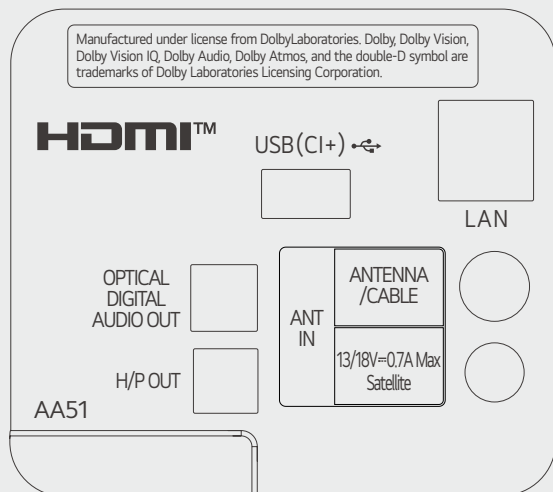 Manufactured under license from DolbyLaboratories. Dolby, Dolby Vision,
Dolby Vision IQ, Dolby Audio, Dolby Atmos, and the double-D symbol are
trademarks of Dolby Laboratories Licensing Corporation.
HDMI™
USB(CI+)
LAN
OPTICAL
DIGITAL
AUDIO OUT
ANT
IN
ANTENNA
/CABLE
H/P OUT
13/18V⎓0.7A Max
Satellite
AA51